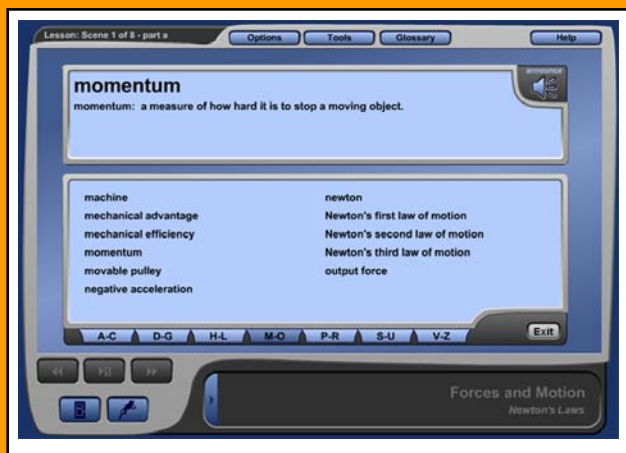 Lesson: Scene 1 of 8 - part a
Options
Tools
Glossary
Help
momentum
announce
momentum: a measure of how hard it is to stop a moving object.
machine
mechanical advantage
mechanical efficiency
momentum
movable pulley
negative acceleration
newton
Newton's first law of motion
Newton's second law of motion
Newton's third law of motion
output force
A-C
D-G
H-L
M-O
P-R
S-U
V-Z
Exit
Forces and Motion
Newton's Laws